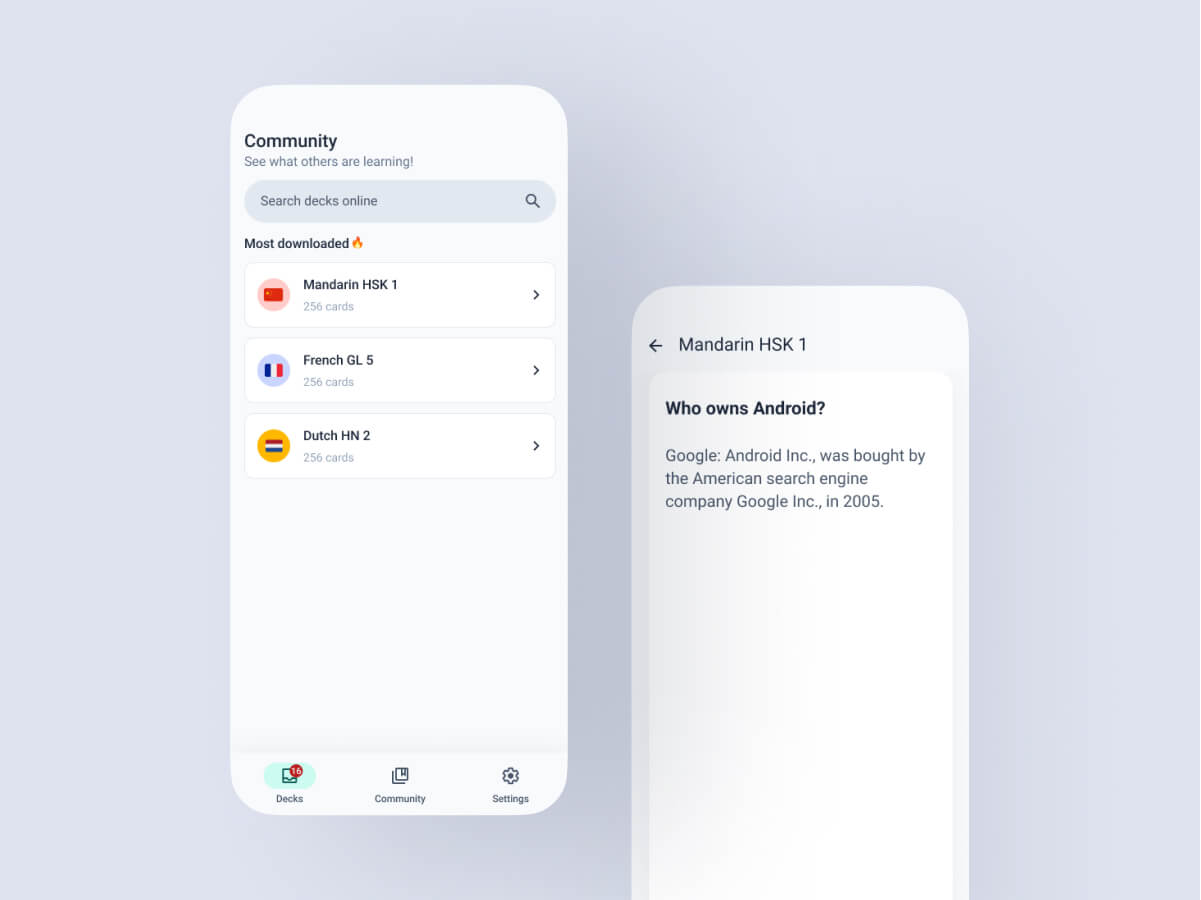 Community
See what others are learning!
Search decks online
Most downloaded🔥
Mandarin HSK 1
256 cards
French GL 5
256 cards
Dutch HN 2
256 cards
16
Decks
Community
Settings
Mandarin HSK 1
Who owns Android?
Google: Android Inc., was bought by
the American search engine
company Google Inc., in 2005.